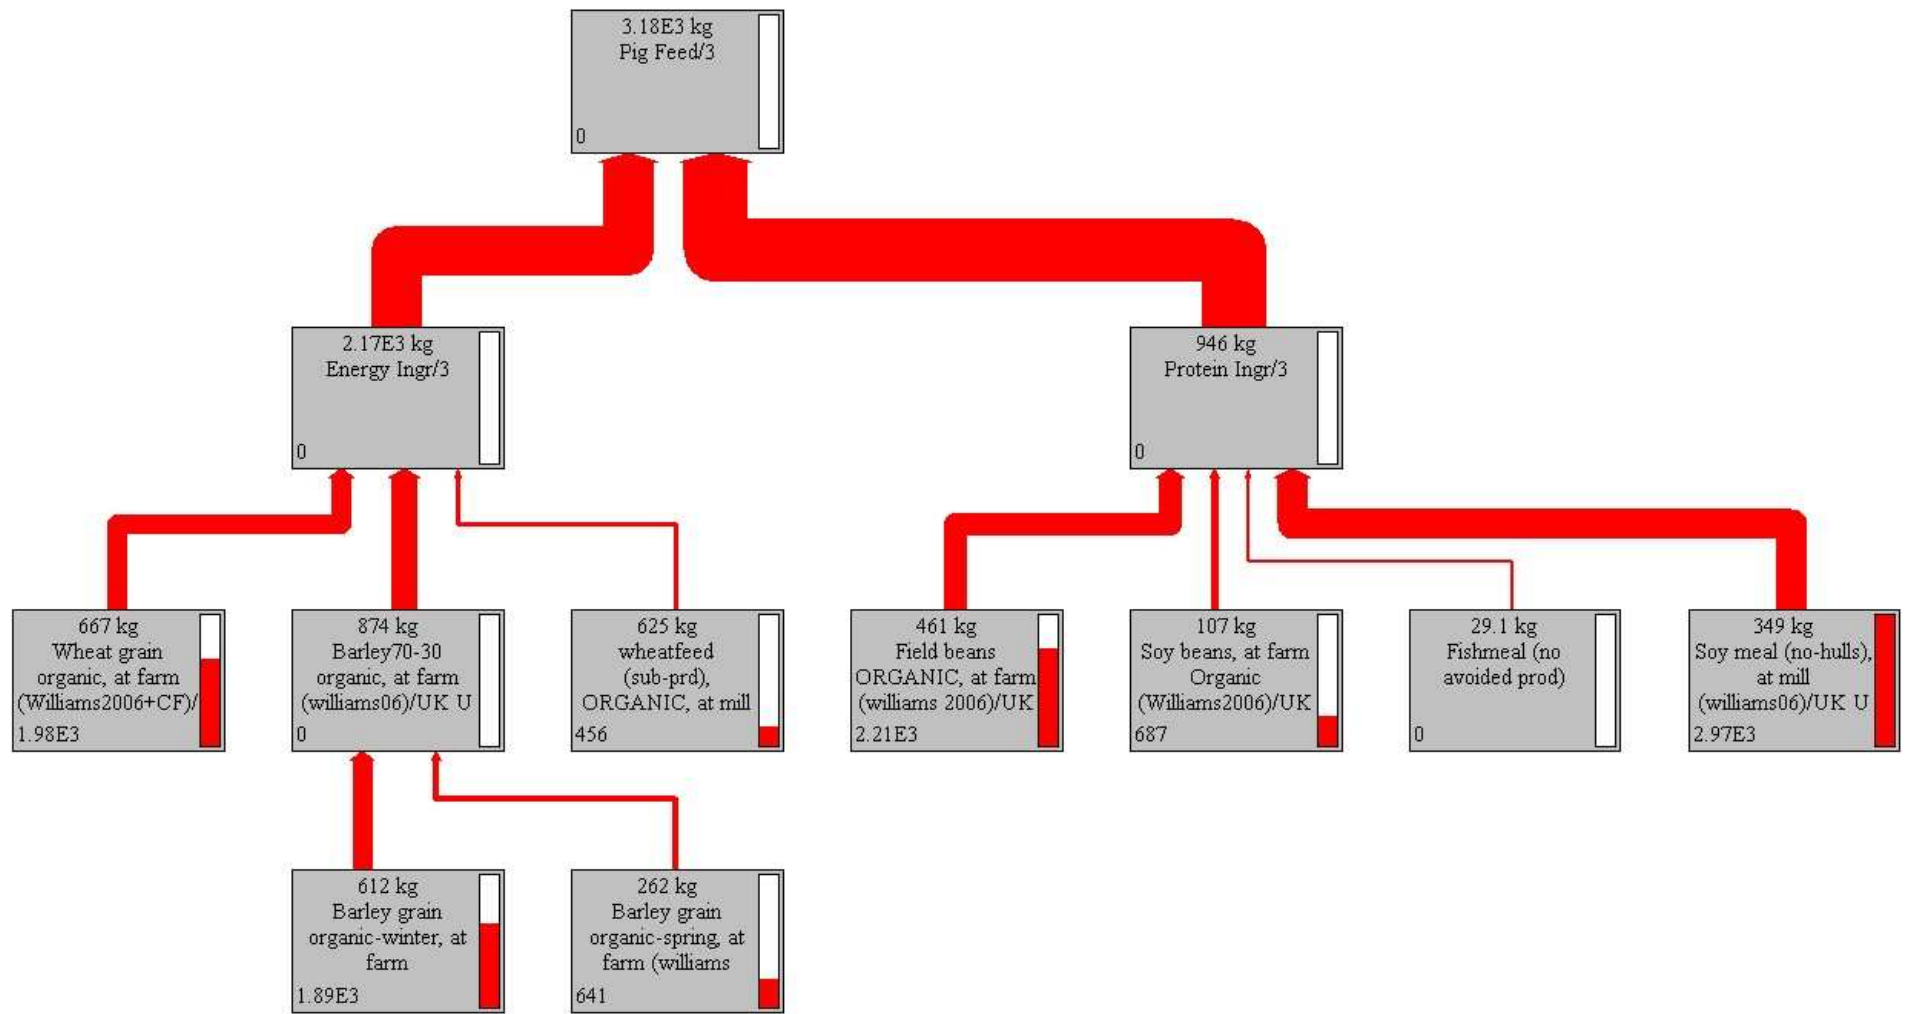 3.18E3 kg
Pig Feed/3
0
2.17E3 kg
Energy Ingr/3
0
946 kg
Protein Ingr/3
0
667 kg
Wheat grain
organic, at farm
(Williams2006+CF)/
1.98E3
874 kg
Barley70-30
organic, at farm
(williams06)/UK U
0
625 kg
wheatfeed
(sub-prd),
ORGANIC, at mill
456
461 kg
Field beans
ORGANIC, at farm
(williams 2006)/UK
2.21E3
107 kg
Soy beans, at farm
Organic
(Williams2006)/UK
687
29.1 kg
Fishmeal (no
avoided prod)
0
349 kg
Soy meal (no-hulls),
at mill
(williams06)/UK U
2.97E3
612 kg
Barley grain
organic-winter, at
farm
1.89E3
262 kg
Barley grain
organic-spring, at
farm (williams
641